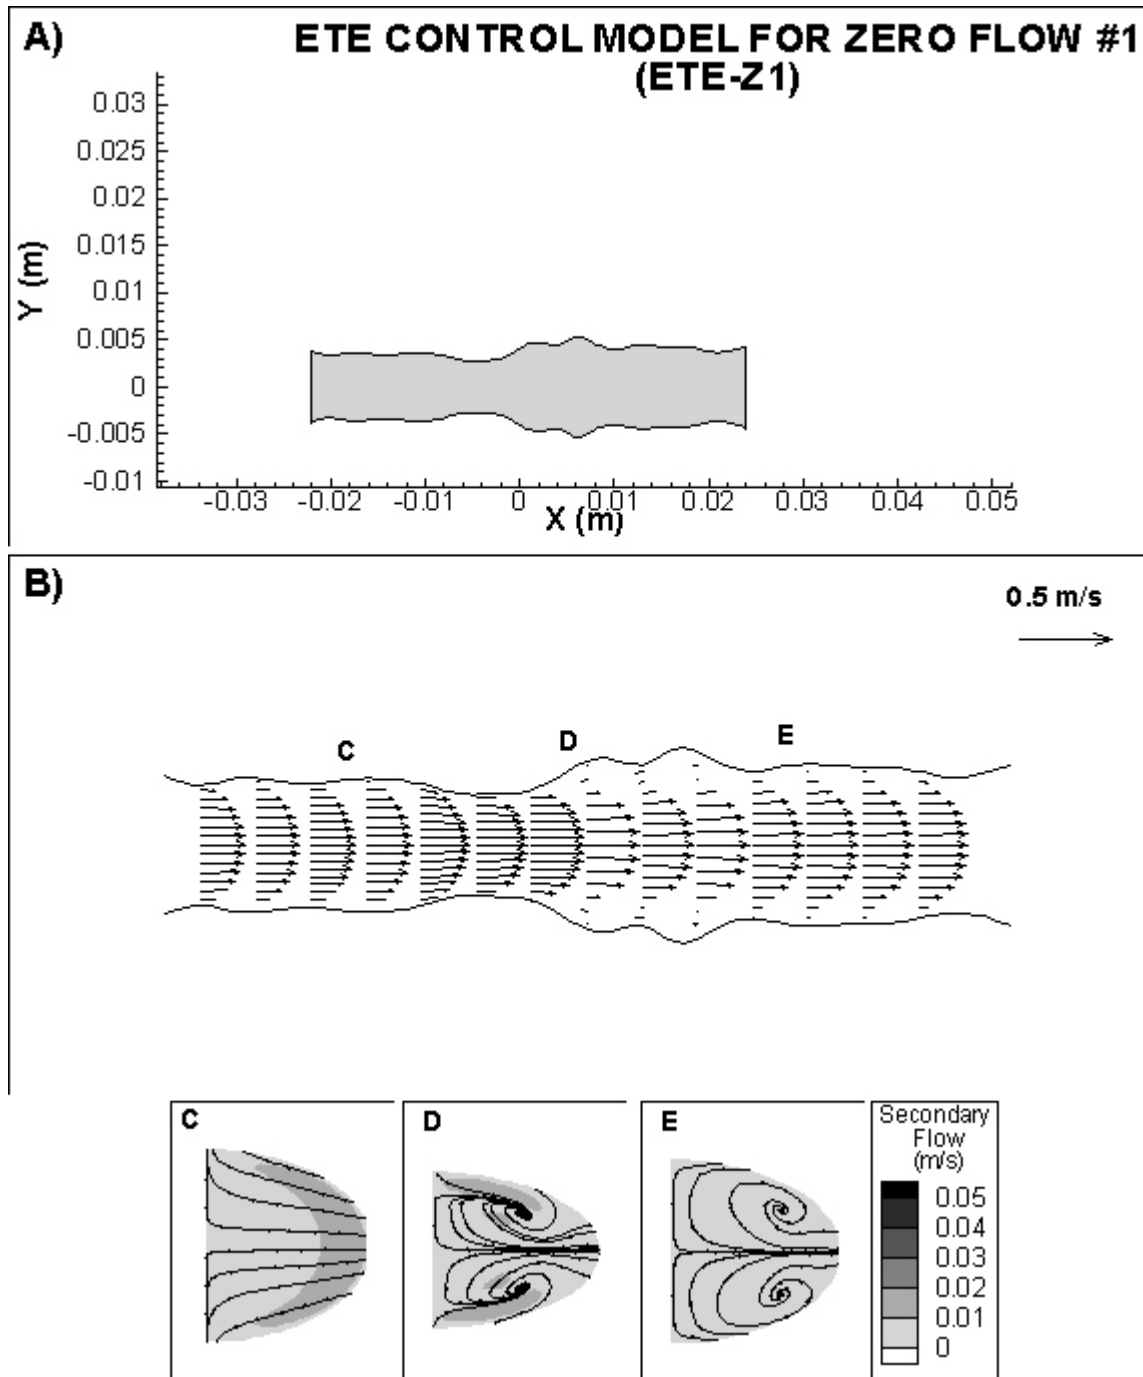 A)
ETE CONTROL MODEL FOR ZERO FLOW #1
(ETE-Z1)
0.03
0.025
0.02
0.015
0.01
0.005
0
-0.005
-0.01
Y (m)
-0.03
-0.02
-0.01
0
0.01
0.02
0.03
0.04
0.05
X (m)
B)
0.5 m/s
C
D
E
C
D
E
Secondary
Flow
(m/s)
0.05
0.04
0.03
0.02
0.01
0